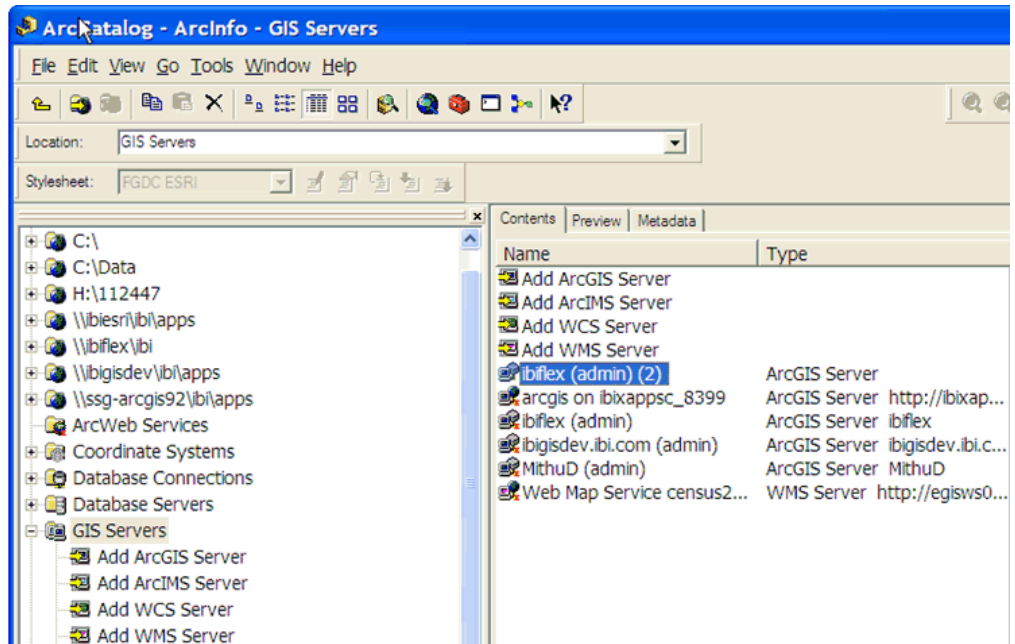 ArcCatalog - ArcInfo - GIS Servers
File Edit View Go Tools Window Help
Location: GIS Servers
Stylesheet: FGDC ESRI
C:\
C:\Data
H:\112447
\\ibiesri\ibi\apps
\\ibiflex\ibi
\\ibigisdev\ibi\apps
\\ssg-arcgis92\ibi\apps
ArcWeb Services
Coordinate Systems
Database Connections
Database Servers
GIS Servers
Add ArcGIS Server
Add ArcIMS Server
Add WCS Server
Add WMS Server
Contents Preview Metadata
Name Type
Add ArcGIS Server
Add ArcIMS Server
Add WCS Server
Add WMS Server
ibiflex (admin) (2) ArcGIS Server
arcgis on ibixappsc_8399 ArcGIS Server http://ibixap...
ibiflex (admin) ArcGIS Server ibiflex
ibigisdev.ibi.com (admin) ArcGIS Server ibigisdev.ibi.c...
MithuD (admin) ArcGIS Server MithuD
Web Map Service census2... WMS Server http://egisws0...